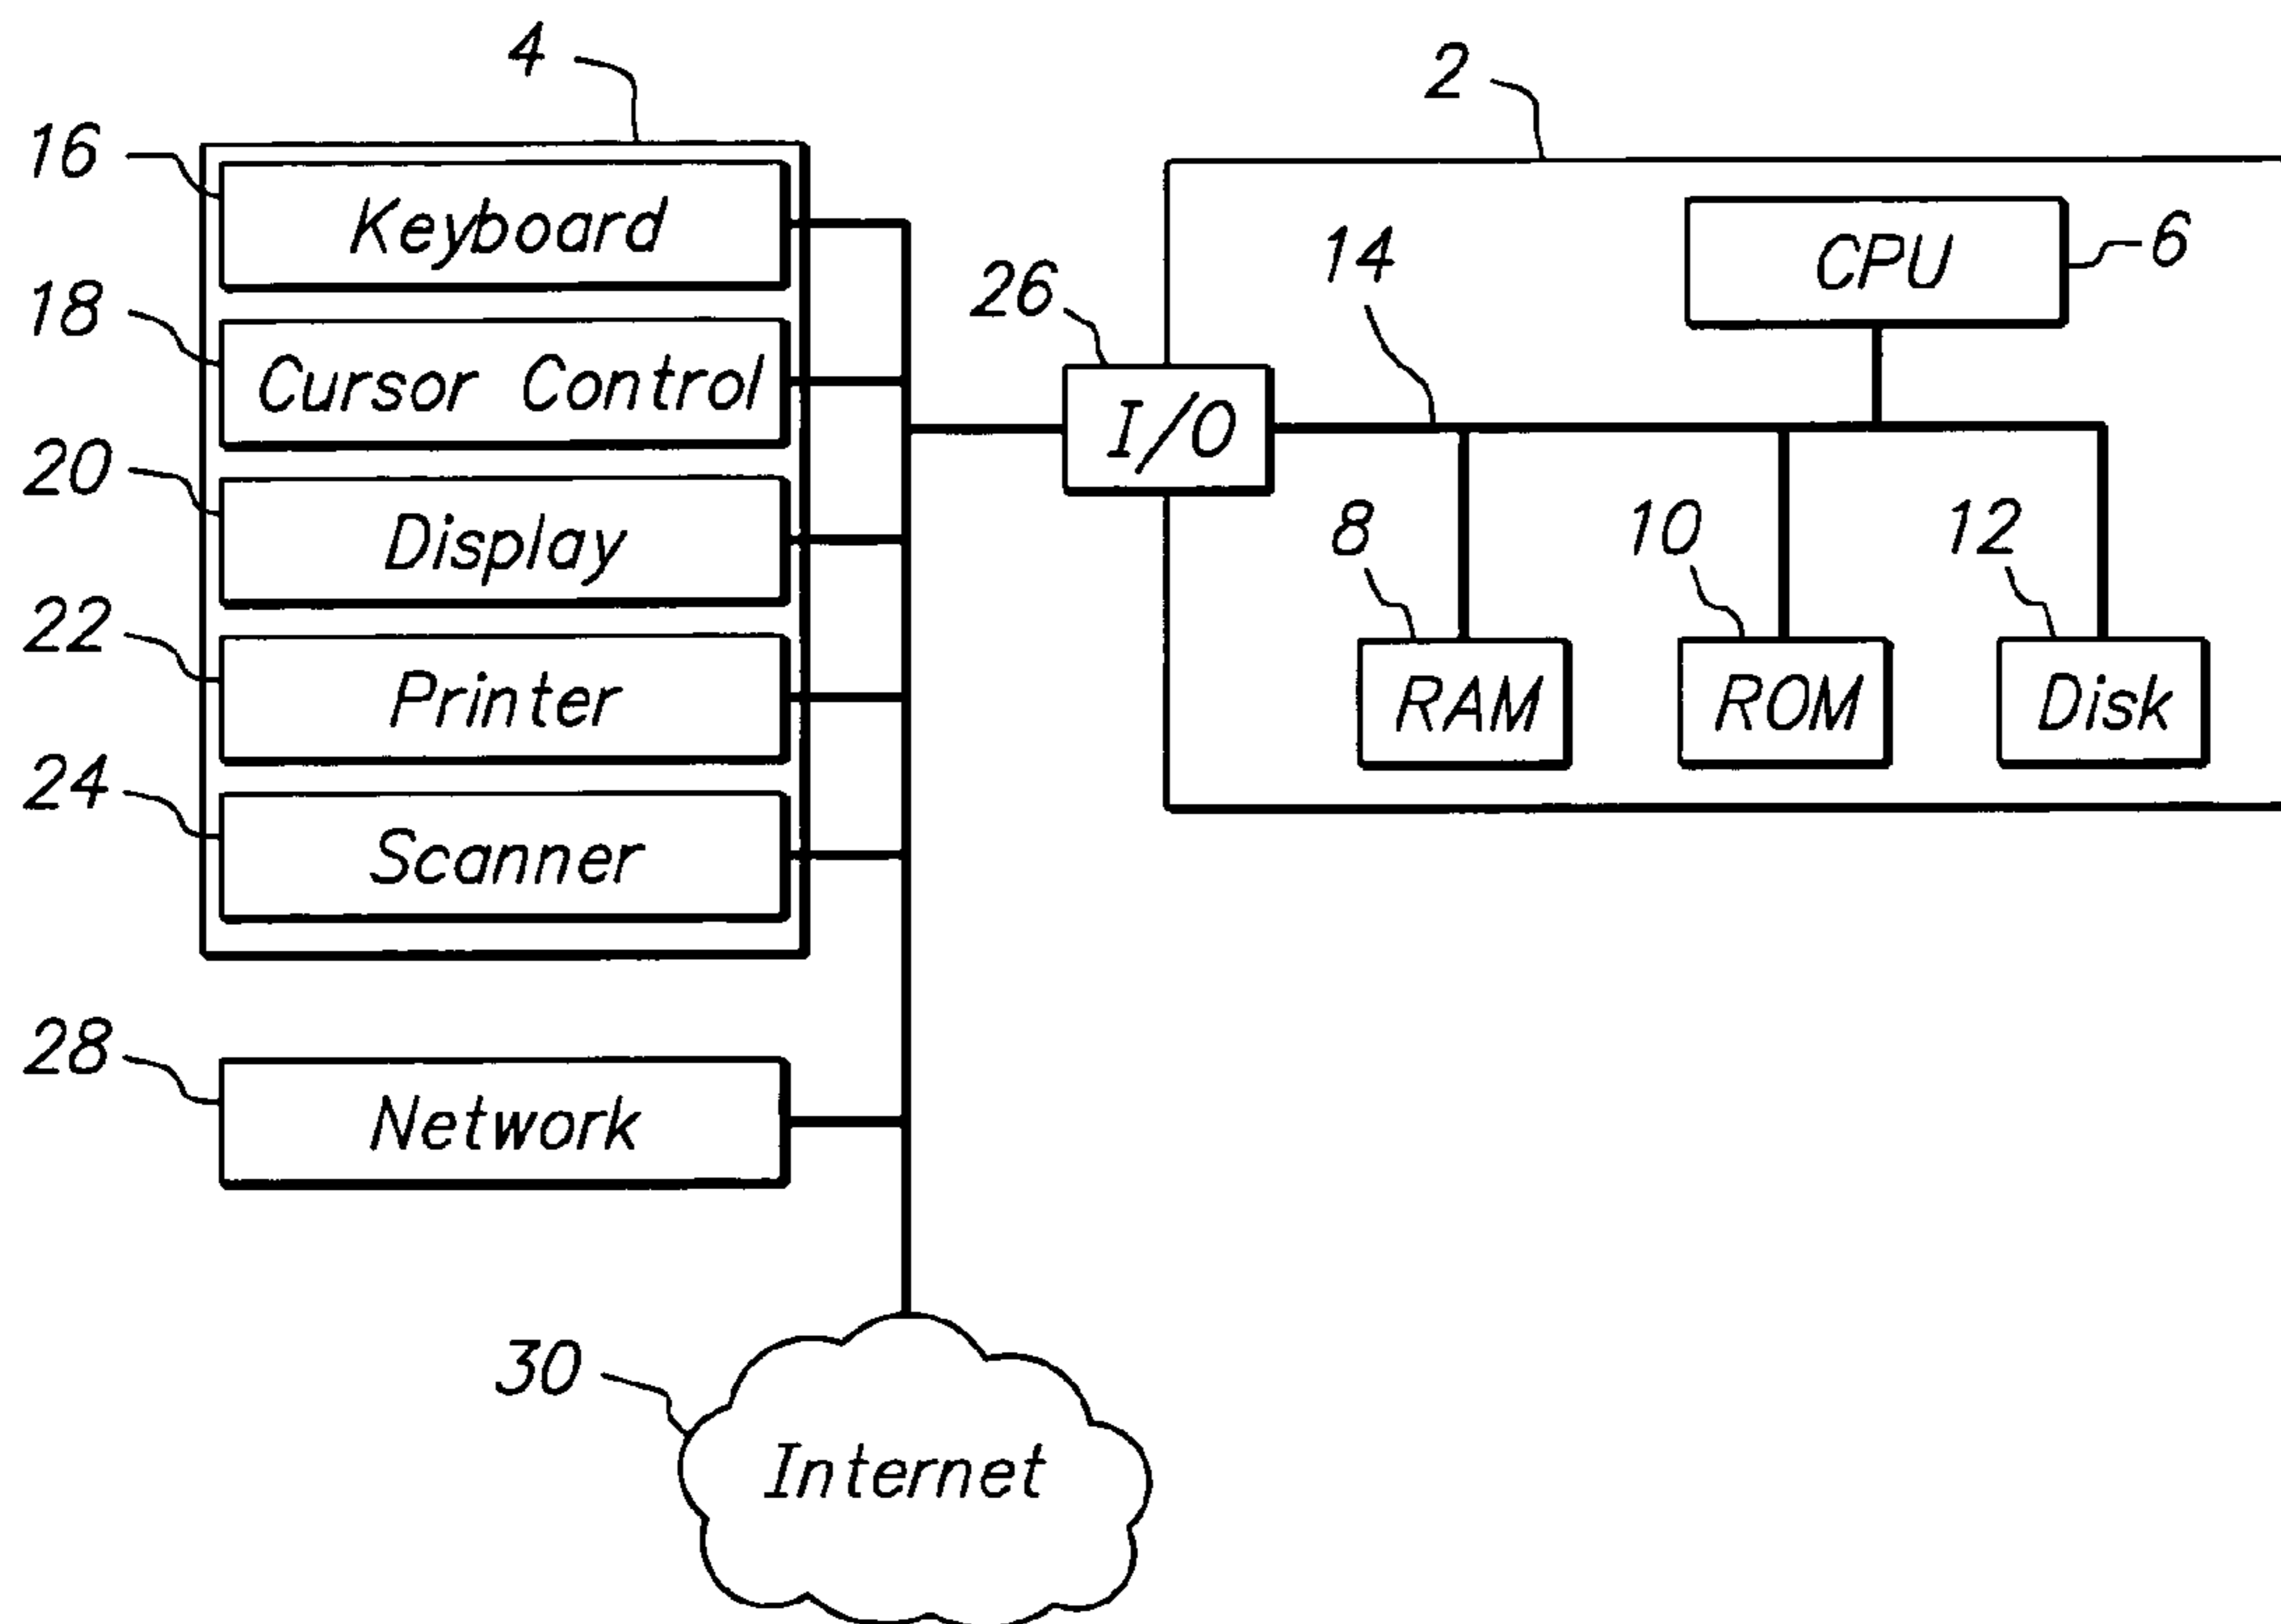 4
2
16
Keyboard
CPU
6
14
26
18
Cursor Control
I/O
20
Display
8
10
12
22
Printer
RAM
ROM
Disk
24
Scanner
28
Network
30
Internet